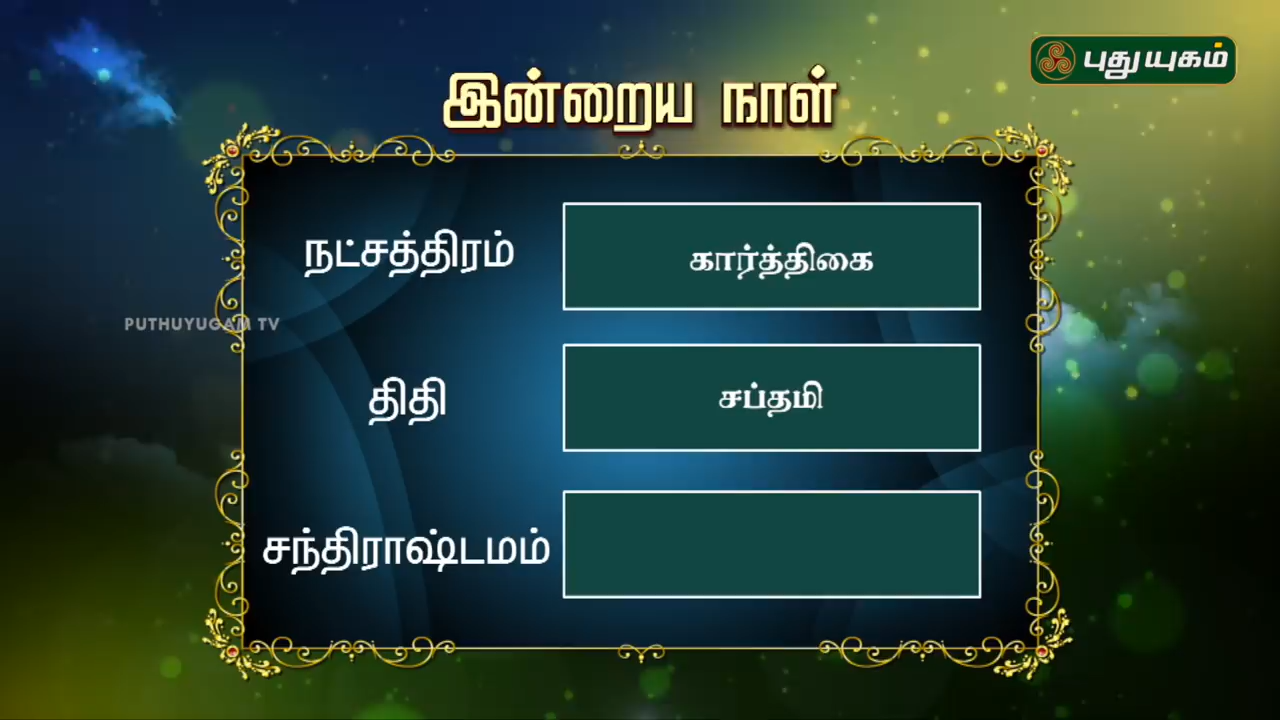 புதுயுகம்
இன்றைய நாள்
நட்சத்திரம்
கார்த்திகை
PUTHUYUGAM TV
திதி
சப்தமி
சந்திராஷ்டமம்